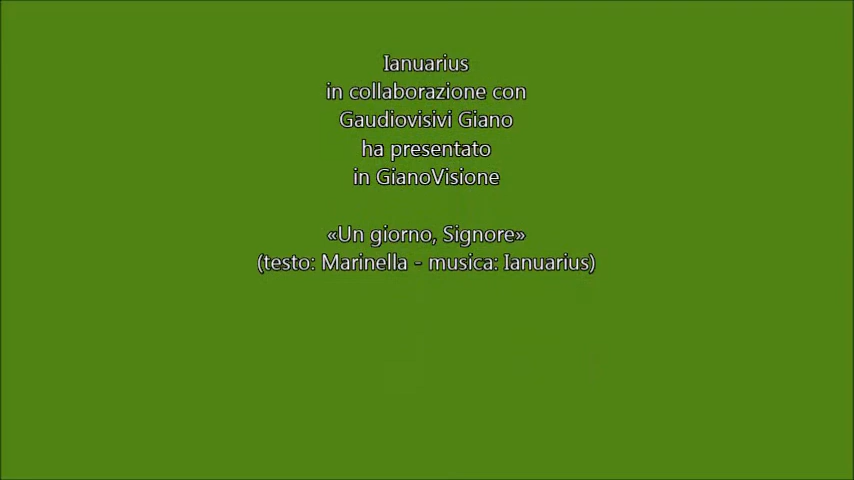 Ianuarius
in collaborazione con
Gaudiovisivi Giano
ha presentato
in GianoVisione
«Un giorno, Signore»
(testo: Marinella - musica: Ianuarius)